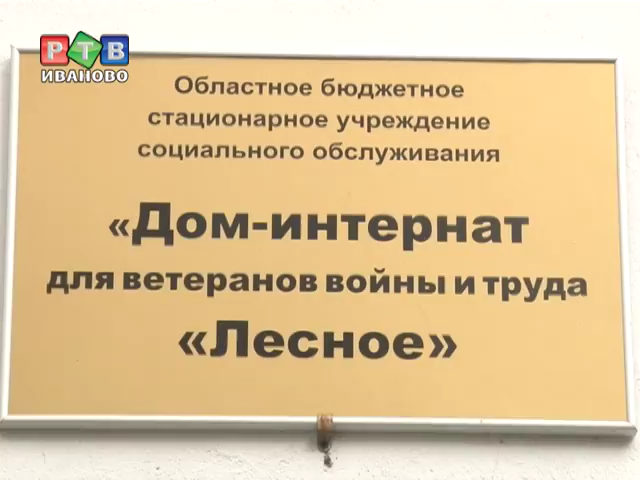 РТВ
ИВАНОВО
Областное бюджетное
стационарное учреждение
социального обслуживания
«Дом-интернат
для ветеранов войны и труда
«Лесное»